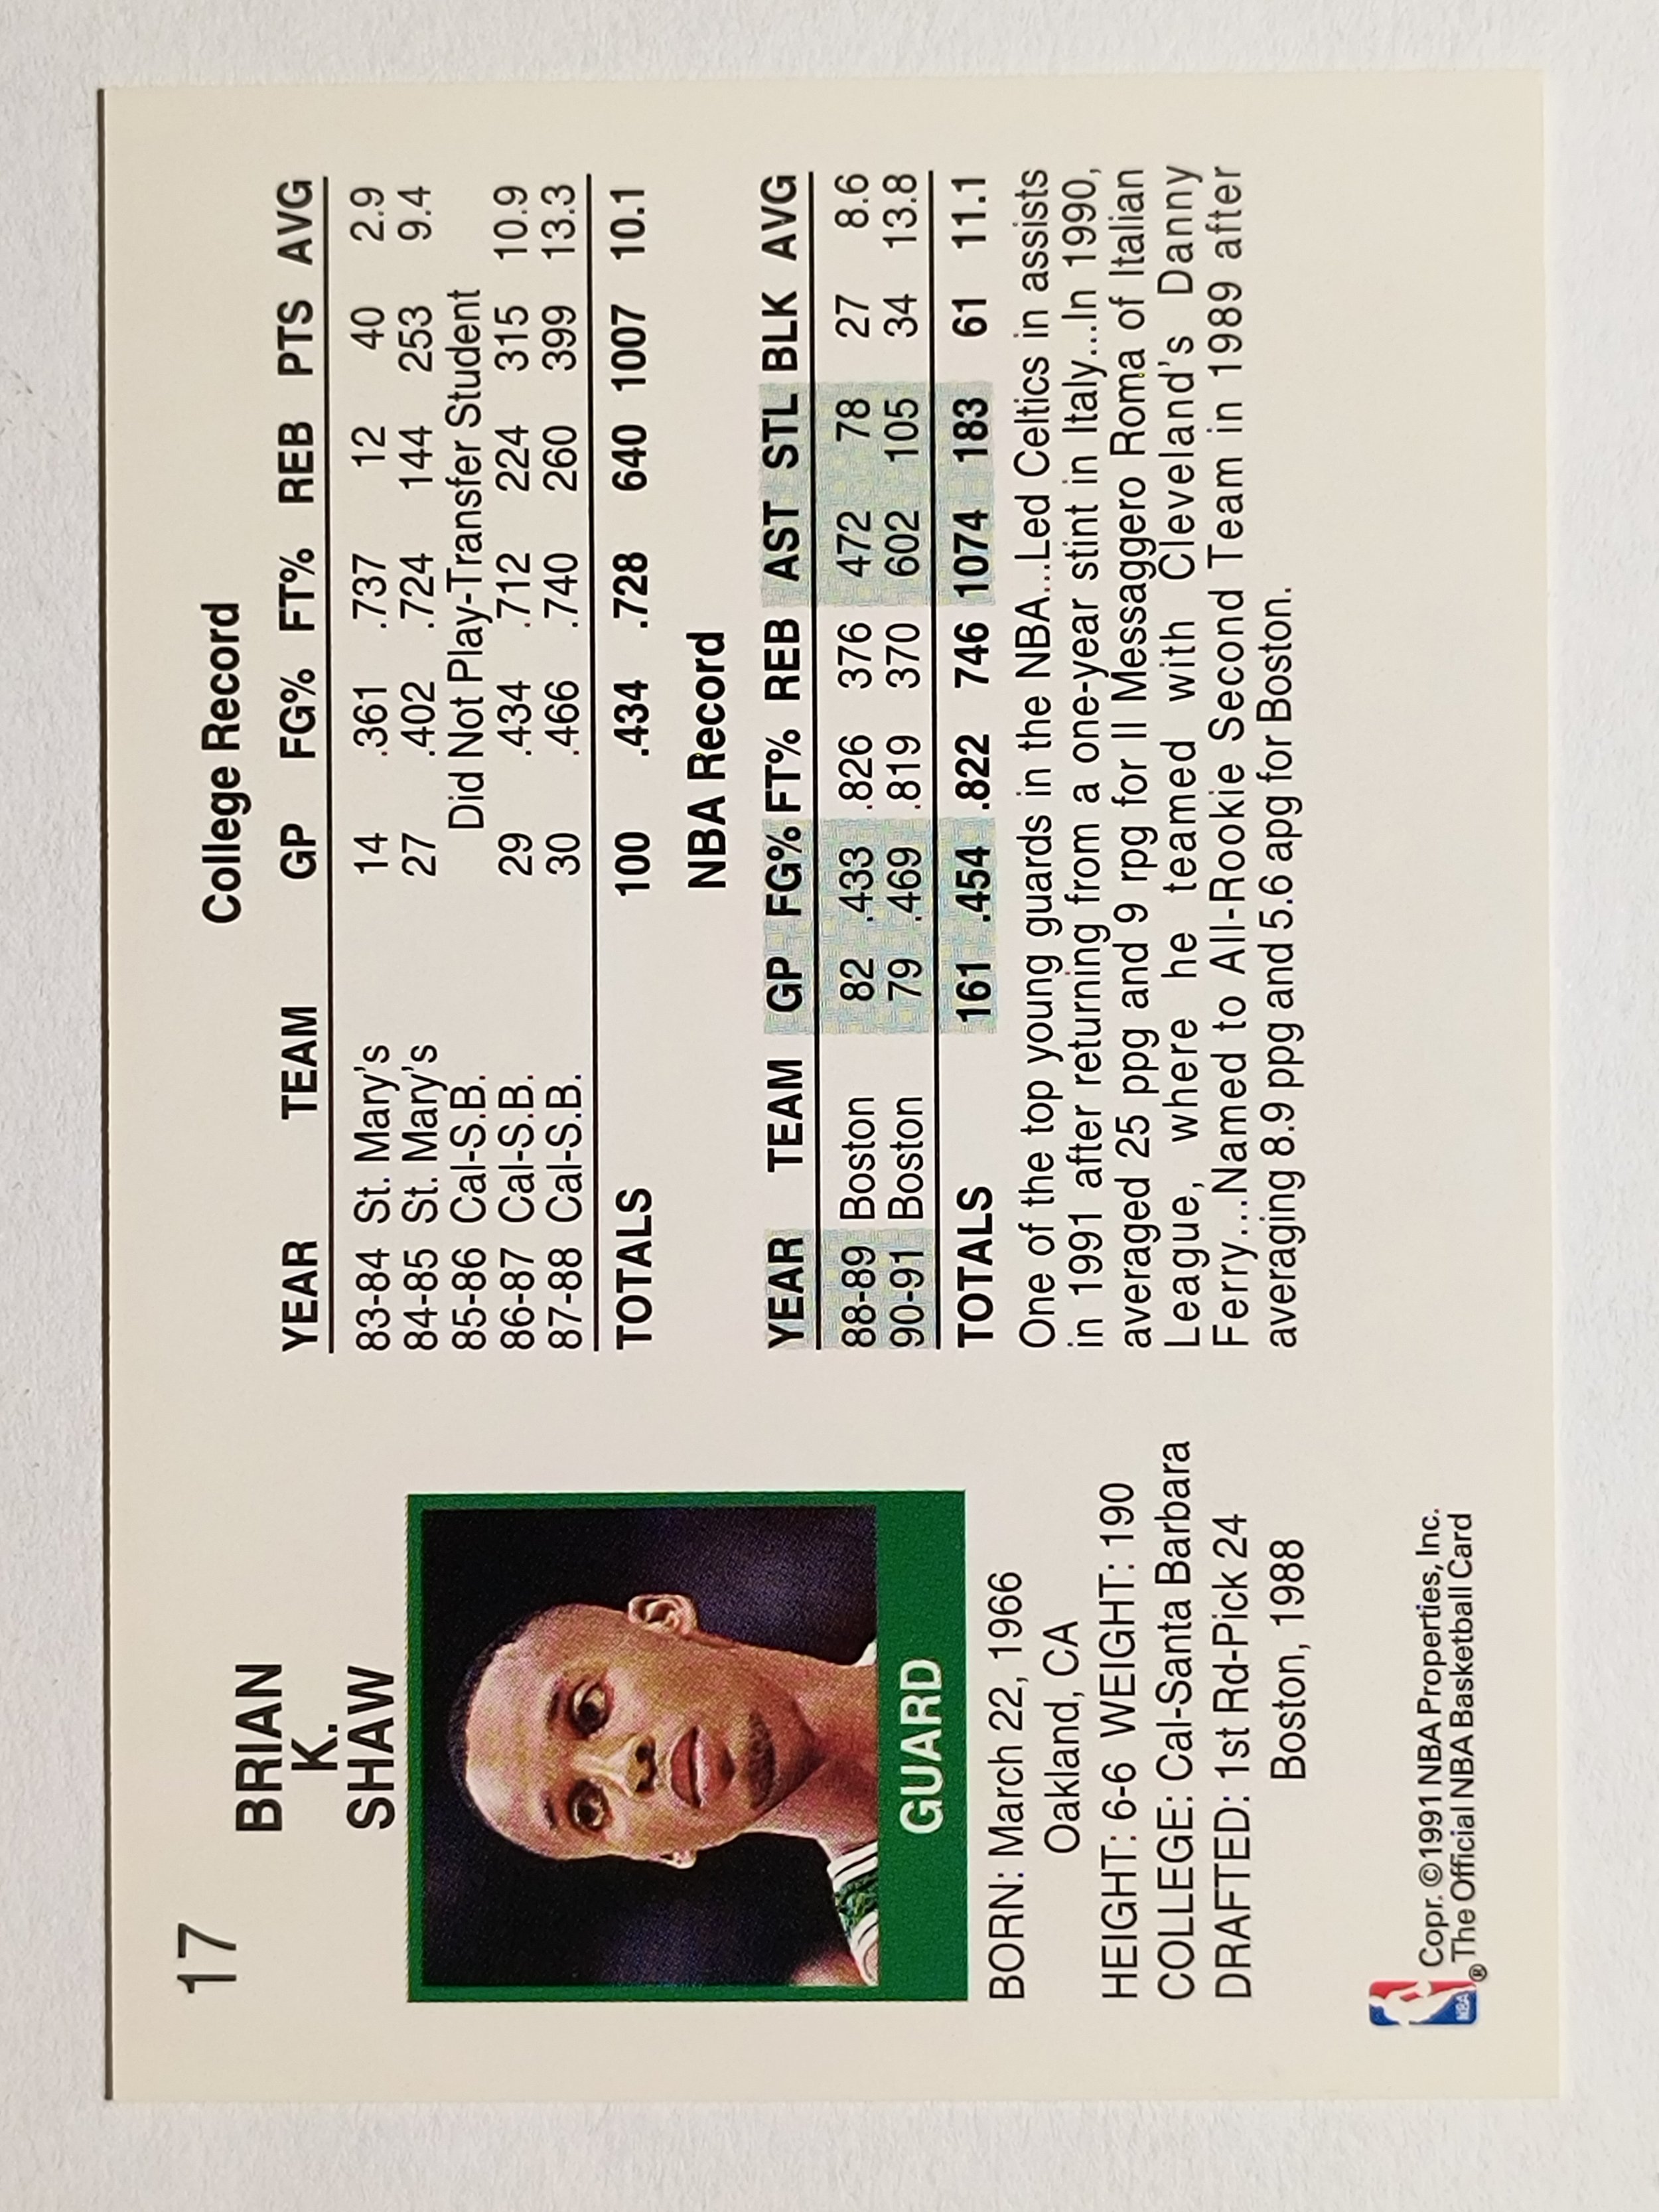 17
BRIAN
K.
SHAW
GUARD
BORN: March 22, 1966
Oakland, CA
HEIGHT: 6-6 WEIGHT: 190
COLLEGE: Cal-Santa Barbara
DRAFTED: 1st Rd-Pick 24
Boston, 1988
NBA
®
Copr. ©1991 NBA Properties, Inc.
The Official NBA Basketball Card
College Record
YEAR TEAM GP FG% FT% REB PTS AVG
83-84 St. Mary's 14 .361 .737 12 40 2.9
84-85 St. Mary's 27 .402 .724 144 253 9.4
85-86 Cal-S.B. Did Not Play-Transfer Student
86-87 Cal-S.B. 29 .434 .712 224 315 10.9
87-88 Cal-S.B. 30 .466 .740 260 399 13.3
TOTALS 100 .434 .728 640 1007 10.1
NBA Record
YEAR TEAM GP FG% FT% REB AST STL BLK AVG
88-89 Boston 82 .433 .826 376 472 78 27 8.6
90-91 Boston 79 .469 .819 370 602 105 34 13.8
TOTALS 161 .454 .822 746 1074 183 61 11.1
One of the top young guards in the NBA...Led Celtics in assists
in 1991 after returning from a one-year stint in Italy...In 1990,
averaged 25 ppg and 9 rpg for Il Messaggero Roma of Italian
League, where he teamed with Cleveland's Danny
Ferry...Named to All-Rookie Second Team in 1989 after
averaging 8.9 ppg and 5.6 apg for Boston.